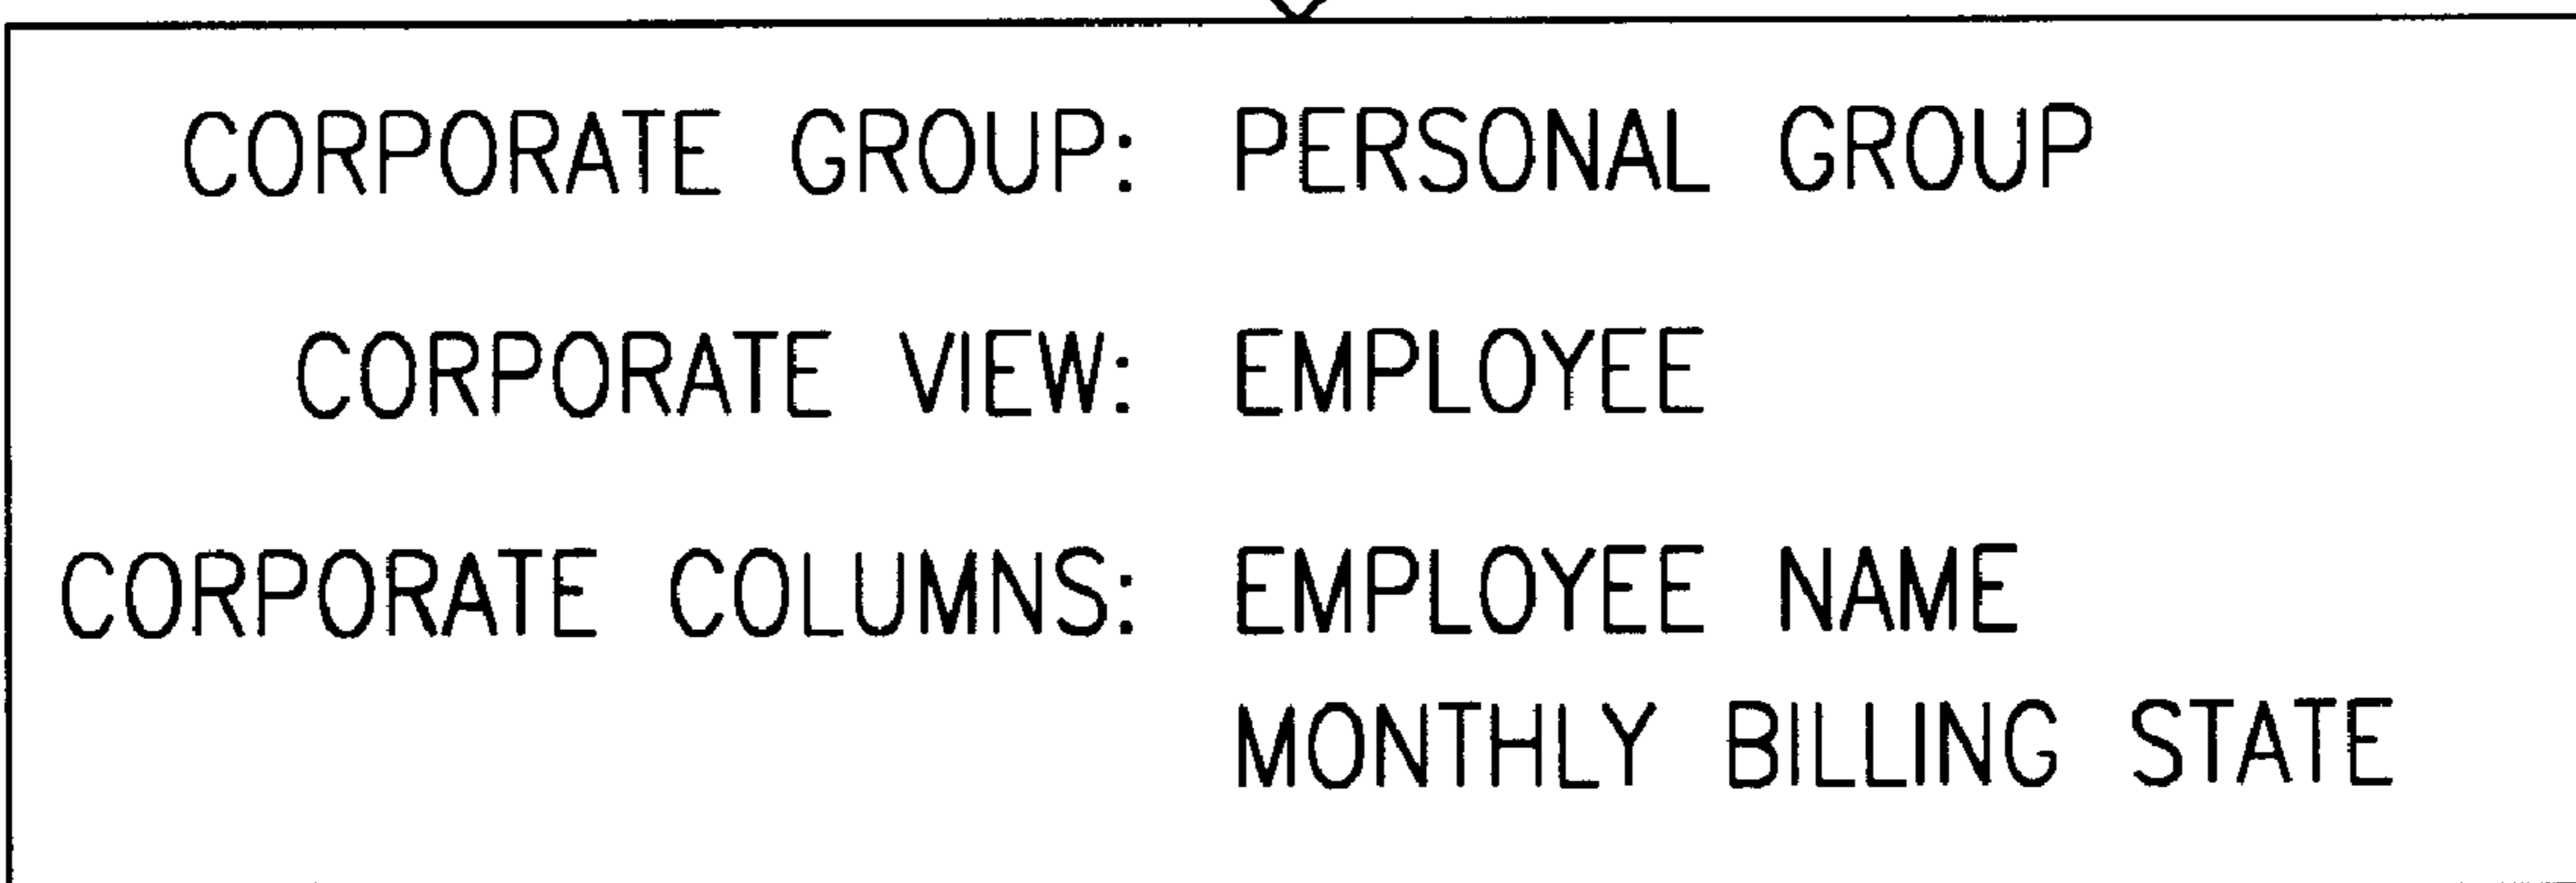 CORPORATE GROUP: PERSONAL GROUP
CORPORATE VIEW: EMPLOYEE
CORPORATE COLUMNS: EMPLOYEE NAME
MONTHLY BILLING STATE